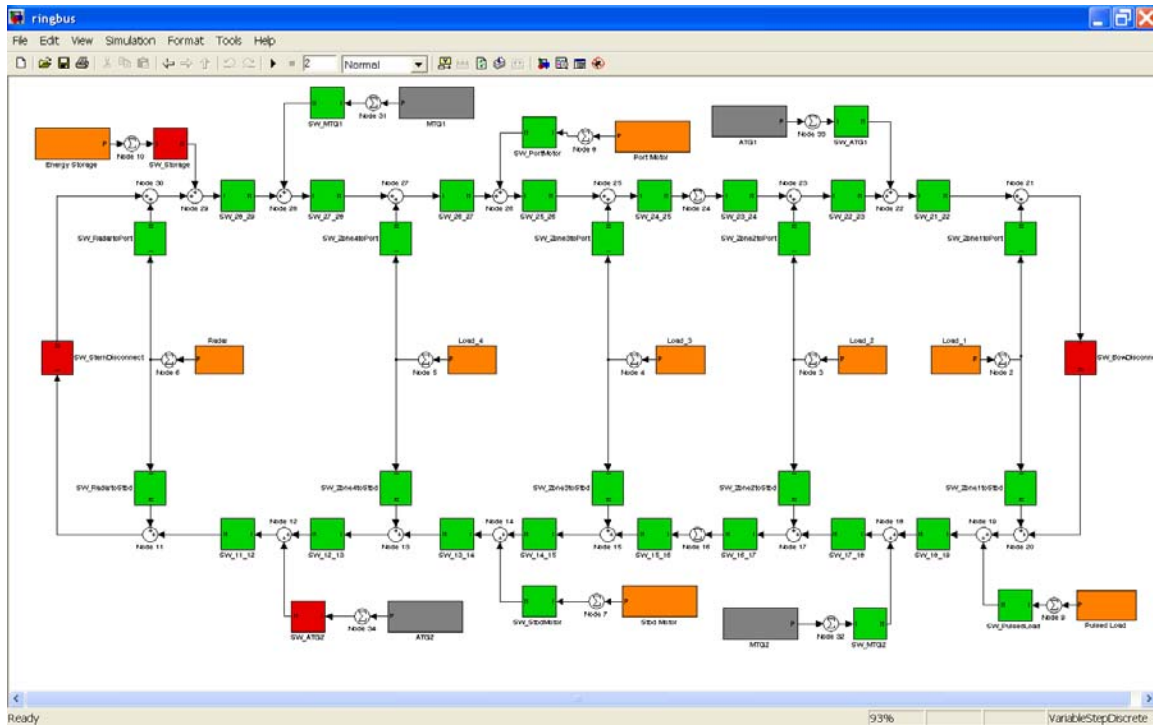 ringbus
File Edit View Simulation Format Tools Help
2 Normal
SW_MTG1 Node 31 MTG1
Energy Storage Node 10 SW_Storage
SW_PortMotor Node 8 Port Motor
ATG1 Node 33 SW_ATG1
Node 30 Node 29 SW_28_29 Node 28 SW_27_28 Node 27 SW_26_27 Node 26 SW_25_26 Node 25 SW_24_25 Node 24 SW_23_24 Node 23 SW_22_23 Node 22 SW_21_22 Node 21
SW_RadartoPort SW_Zone4toPort SW_Zone3toPort SW_Zone2toPort SW_Zone1toPort
SW_SternDisconnect
Radar Node 6
Load_4 Node 5
Load_3 Node 4
Load_2 Node 3
Load_1 Node 2
SW_BowDisconnect
SW_RadartoStbd SW_Zone4toStbd SW_Zone3toStbd SW_Zone2toStbd SW_Zone1toStbd
Node 11 SW_11_12 Node 12 SW_12_13 Node 13 SW_13_14 Node 14 SW_14_15 Node 15 SW_15_16 Node 16 SW_16_17 Node 17 SW_17_18 Node 18 SW_18_19 Node 19 Node 20
SW_ATG2 Node 34 ATG2
SW_StbdMotor Node 7 Stbd Motor
MTG2 Node 32 SW_MTG2
SW_PulsedLoad Node 9 Pulsed Load
Ready 93% VariableStepDiscrete